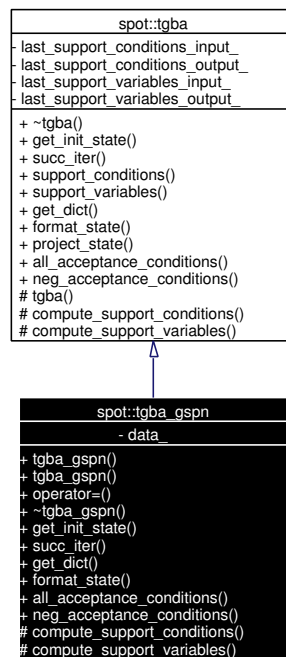 spot::tgba
- last_support_conditions_input_
- last_support_conditions_output_
- last_support_variables_input_
- last_support_variables_output_
+ ~tgba()
+ get_init_state()
+ succ_iter()
+ support_conditions()
+ support_variables()
+ get_dict()
+ format_state()
+ project_state()
+ all_acceptance_conditions()
+ neg_acceptance_conditions()
# tgba()
# compute_support_conditions()
# compute_support_variables()
spot::tgba_gspn
- data_
+ tgba_gspn()
+ tgba_gspn()
+ operator=()
+ ~tgba_gspn()
+ get_init_state()
+ succ_iter()
+ get_dict()
+ format_state()
+ all_acceptance_conditions()
+ neg_acceptance_conditions()
# compute_support_conditions()
# compute_support_variables()